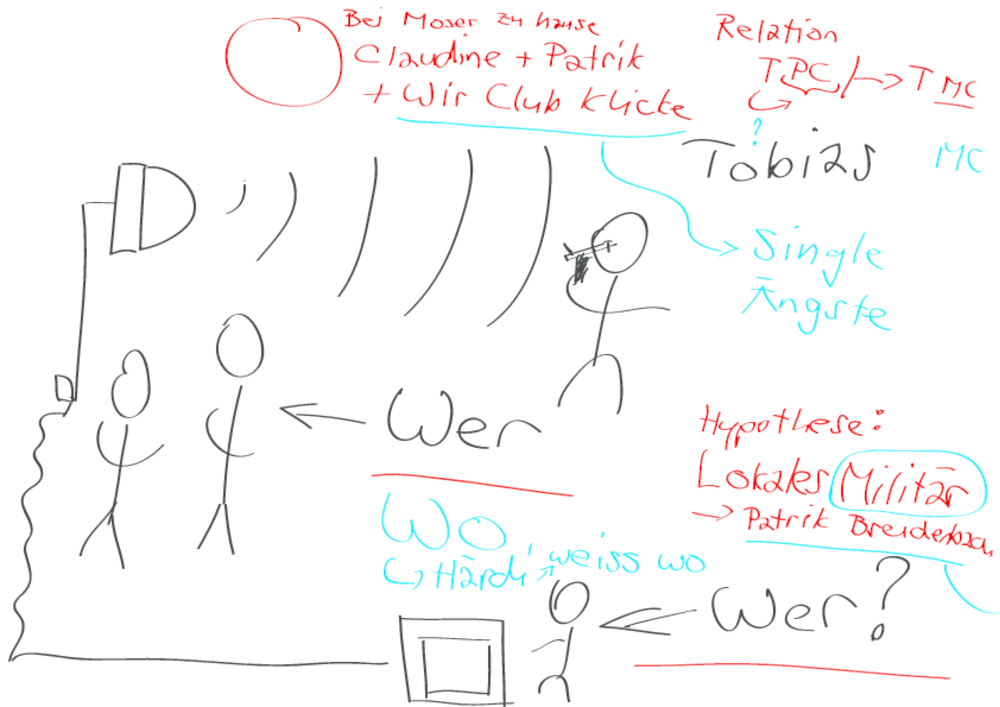 Bei Moser zu hause
Claudine + Patrik
+ Wir Club Klicke
Relation
TPC → T MC
?
Tobias MC
Single
Ängste
Wer
Hypothese:
Lokales Militär
→ Patrik Breidenbach
Wo
↳ Härdi weiss wo
Wer?